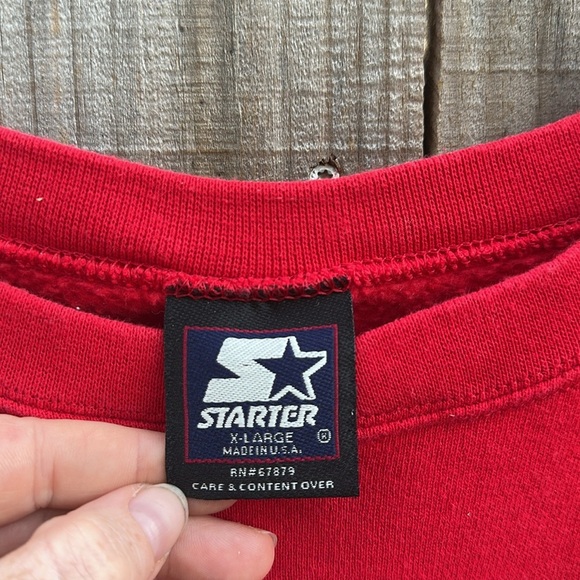 STARTER
X-LARGE
MADE IN U.S.A.
RN#67879
CARE & CONTENT OVER